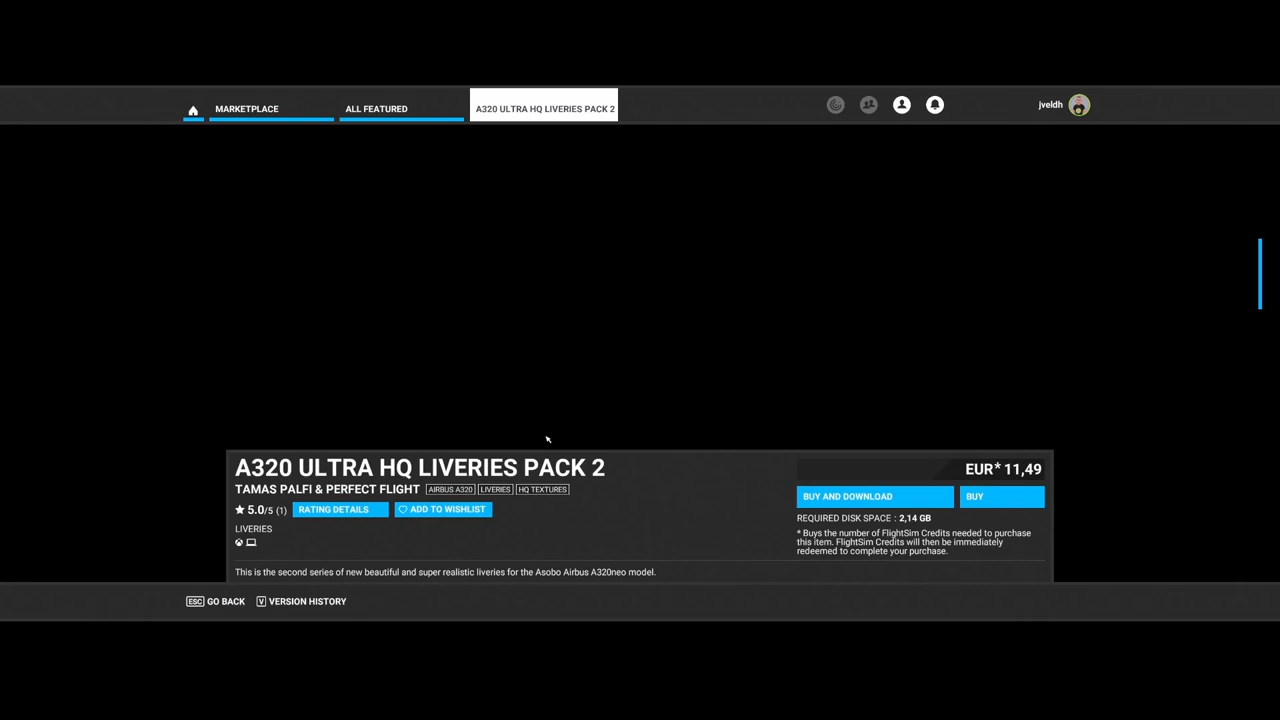 MARKETPLACE
ALL FEATURED
A320 ULTRA HQ LIVERIES PACK 2
jveldh
A320 ULTRA HQ LIVERIES PACK 2
TAMAS PALFI & PERFECT FLIGHT AIRBUS A320 LIVERIES HQ TEXTURES
5.0/5 (1) RATING DETAILS ADD TO WISHLIST
LIVERIES
EUR* 11,49
BUY AND DOWNLOAD BUY
REQUIRED DISK SPACE : 2,14 GB
* Buys the number of FlightSim Credits needed to purchase
this item. FlightSim Credits will then be immediately
redeemed to complete your purchase.
This is the second series of new beautiful and super realistic liveries for the Asobo Airbus A320neo model.
ESC GO BACK V VERSION HISTORY